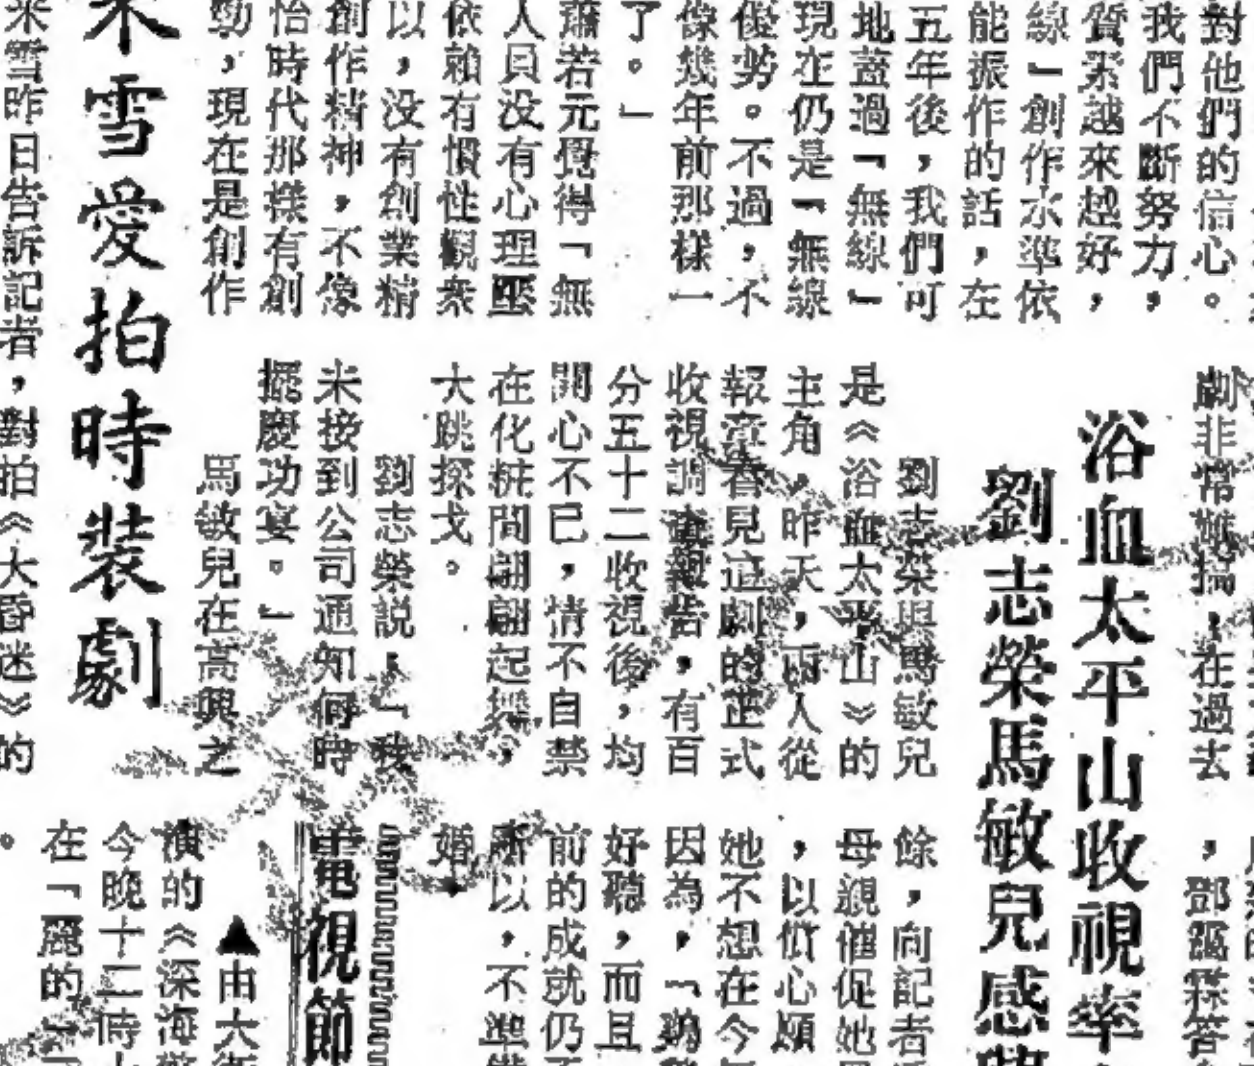 對他們的信心。
我們不斷努力，
質素越來越好，
線」創作水準依
能振作的話，在
五年後，我們可
地蓋過「無線」
現在仍是「無線
優劣。不過，不
像幾年前那樣一
了。」
蕭若元覺得「無
人員没有心理壓
依賴有慣性觀衆
以，没有創業精
創作精神，不像
怡時代那樣有創
勁，現在是創作
米雪愛拍時裝劇
米雪昨日告訴記者，對拍《大昏迷》的
劇非常
，在過去
浴血太平山收視率
劉志榮馬敏兒感
劉志榮與馬敏兒
是《浴血太平山》的
主角，昨天，兩人從
報章看見這劇的正式
收視調查報告，有百
分五十二收視後，均
開心不已，情不自禁
在化粧間翩翩起舞，
大跳探戈。
劉志榮說：「我
未接到公司通知何時
擺慶功宴。」
馬敏兒在高興之
，鄧
答
餘，向記者
母親催促她
，以償心願
她不想在今
因為，「
好聽，而且
前的成就仍
所以，不準備
婚。
電視節
▲由大
演的《深海
今晚十二時
在「麗的
。